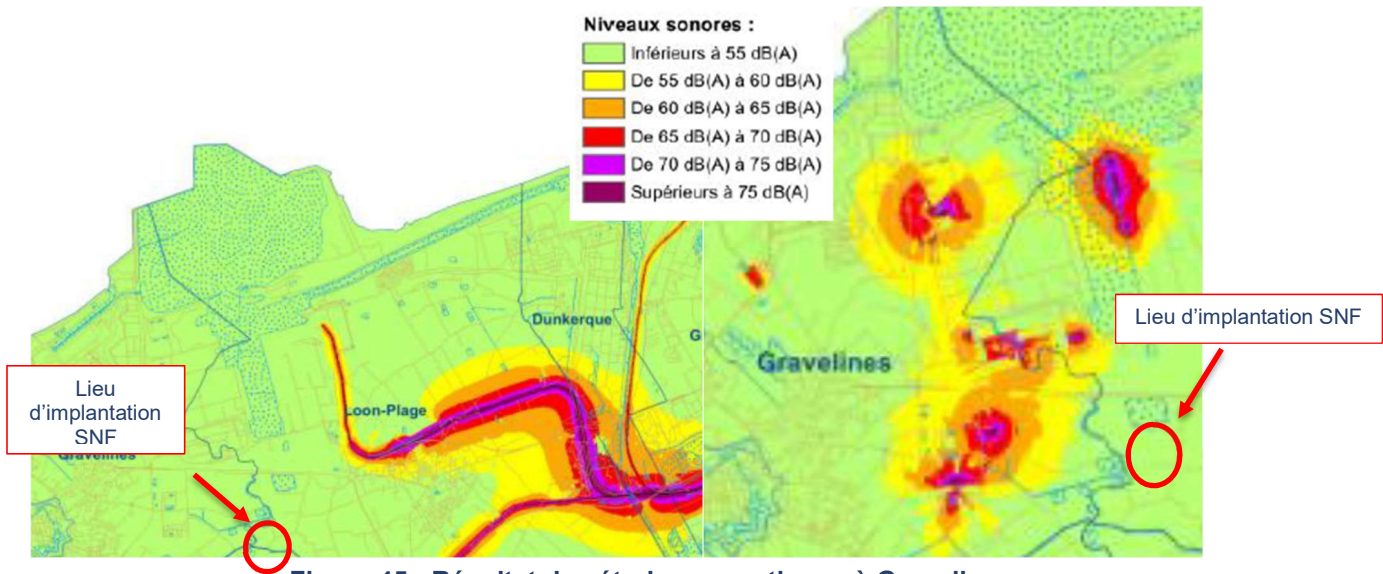 Niveaux sonores :
Inférieurs à 55 dB(A)
De 55 dB(A) à 60 dB(A)
De 60 dB(A) à 65 dB(A)
De 65 dB(A) à 70 dB(A)
De 70 dB(A) à 75 dB(A)
Supérieurs à 75 dB(A)
Dunkerque
G
Loon-Plage
Lieu
d’implantation
SNF
Gravelines
Gravelines
Lieu d’implantation SNF